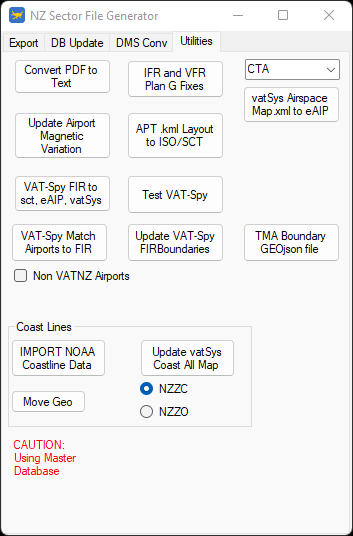 NZ Sector File Generator
Export
DB Update
DMS Conv
Utilities
Convert PDF to
Text
IFR and VFR
Plan G Fixes
CTA
vatSys Airspace
Map.xml to eAIP
Update Airport
Magnetic
Variation
APT .kml Layout
to ISO/SCT
VAT-Spy FIR to
sct, eAIP, vatSys
Test VAT-Spy
VAT-Spy Match
Airports to FIR
Update VAT-Spy
FIRBoundaries
TMA Boundary
GEOjson file
Non VATNZ Airports
Coast Lines
IMPORT NOAA
Coastline Data
Update vatSys
Coast All Map
Move Geo
NZZC
NZZO
CAUTION:
Using Master
Database